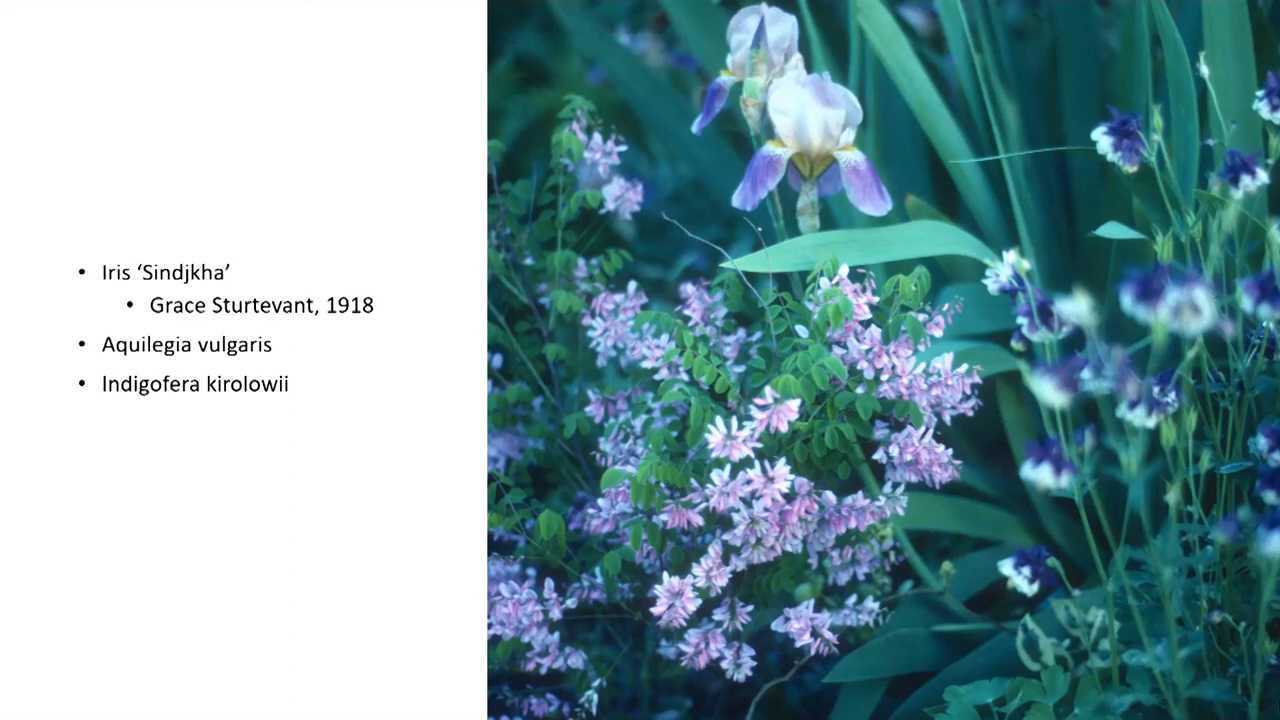 • Iris ‘Sindjkha’
• Grace Sturtevant, 1918
• Aquilegia vulgaris
• Indigofera kirolowii